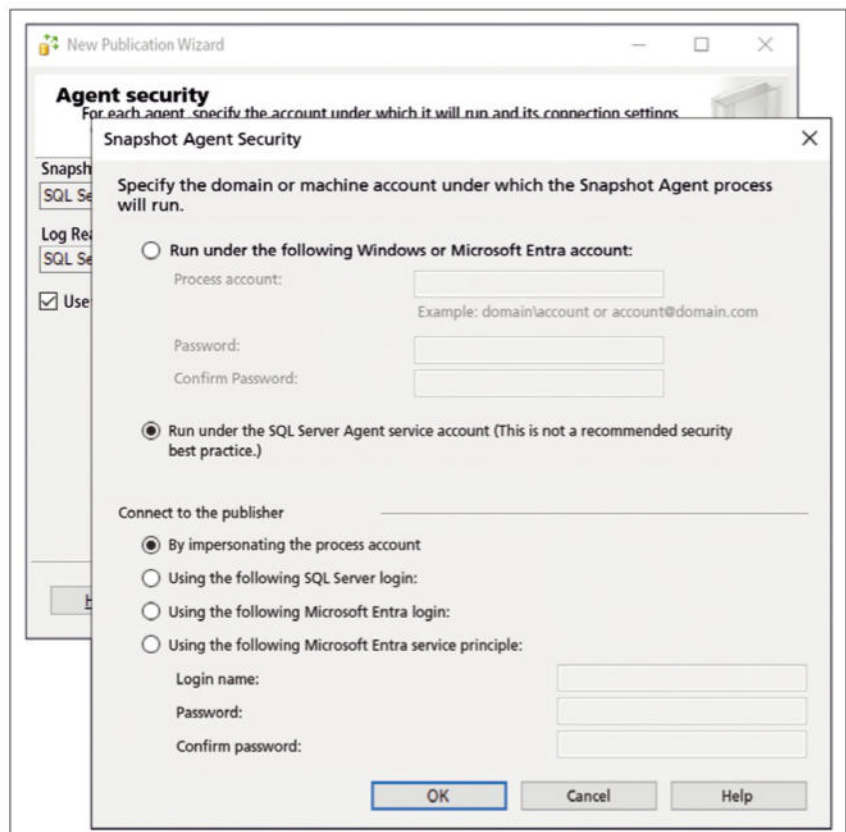 New Publication Wizard
Agent security
For each agent, specify the account under which it will run and its connection settings
Snapshot Agent Security
Snapsh
Specify the domain or machine account under which the Snapshot Agent process
will run.
SQL Se
Log Rea
SQL Se
Use
Run under the following Windows or Microsoft Entra account:
Process account:
Example: domain\account or account@domain.com
Password:
Confirm Password:
Run under the SQL Server Agent service account (This is not a recommended security
best practice.)
Connect to the publisher
By impersonating the process account
Using the following SQL Server login:
Using the following Microsoft Entra login:
Using the following Microsoft Entra service principle:
Login name:
Password:
Confirm password:
OK Cancel Help